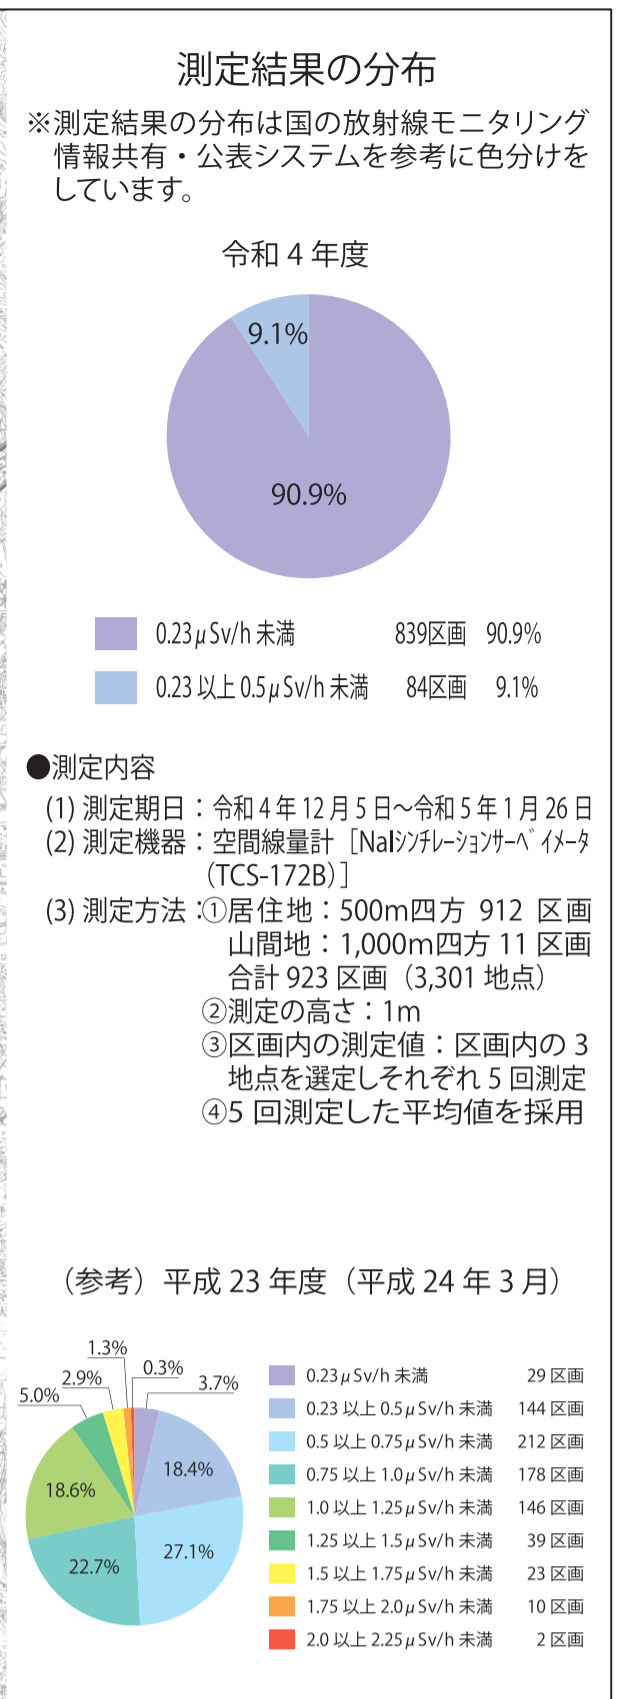 測定結果の分布
※測定結果の分布は国の放射線モニタリング
情報共有・公表システムを参考に色分けを
しています。
令和 4 年度
9.1%
90.9%
0.23μSv/h 未満 839区画 90.9%
0.23 以上 0.5μSv/h 未満 84区画 9.1%
●測定内容
(1) 測定期日：令和 4 年 12 月 5 日～令和 5 年 1 月 26 日
(2) 測定機器：空間線量計［NaIｼﾝﾁﾚｰｼｮﾝｻｰﾍﾞｲﾒｰﾀ
（TCS-172B）］
(3) 測定方法：①居住地：500m四方 912 区画
山間地：1,000m四方 11 区画
合計 923 区画（3,301 地点）
②測定の高さ：1m
③区画内の測定値：区画内の 3
地点を選定しそれぞれ 5 回測定
④5 回測定した平均値を採用
（参考）平成 23 年度（平成 24 年 3 月）
1.3%
0.3%
2.9%
3.7%
5.0%
18.4%
18.6%
27.1%
22.7%
0.23μSv/h 未満 29 区画
0.23 以上 0.5μSv/h 未満 144 区画
0.5 以上 0.75μSv/h 未満 212 区画
0.75 以上 1.0μSv/h 未満 178 区画
1.0 以上 1.25μSv/h 未満 146 区画
1.25 以上 1.5μSv/h 未満 39 区画
1.5 以上 1.75μSv/h 未満 23 区画
1.75 以上 2.0μSv/h 未満 10 区画
2.0 以上 2.25μSv/h 未満 2 区画